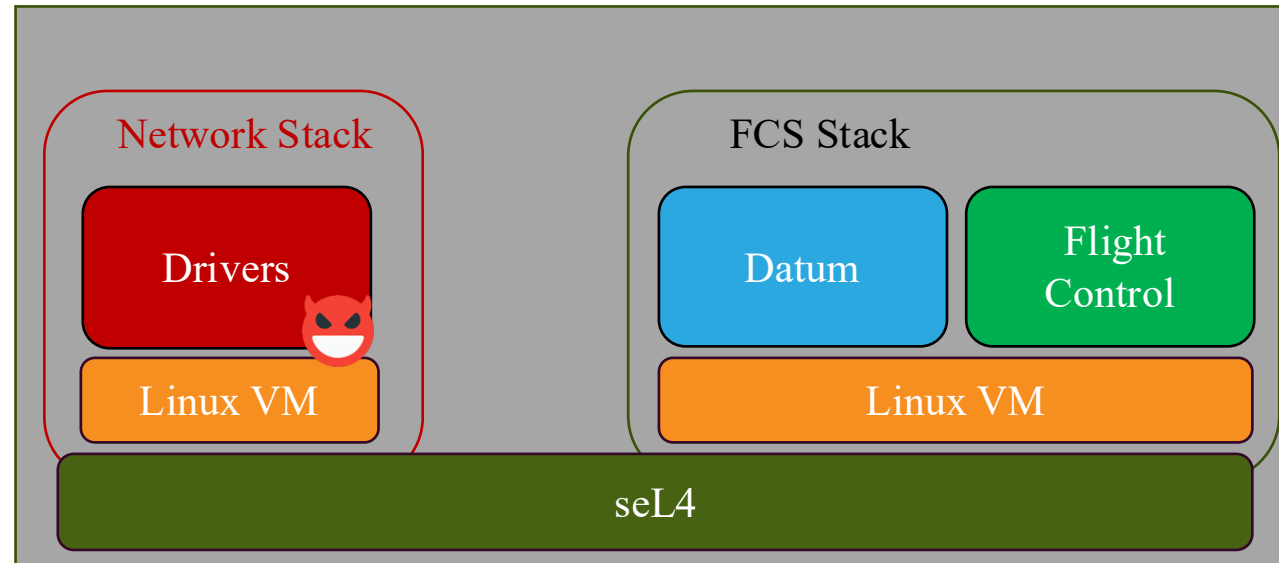 Network Stack
Drivers
Linux VM
FCS Stack
Datum
Flight
Control
Linux VM
seL4